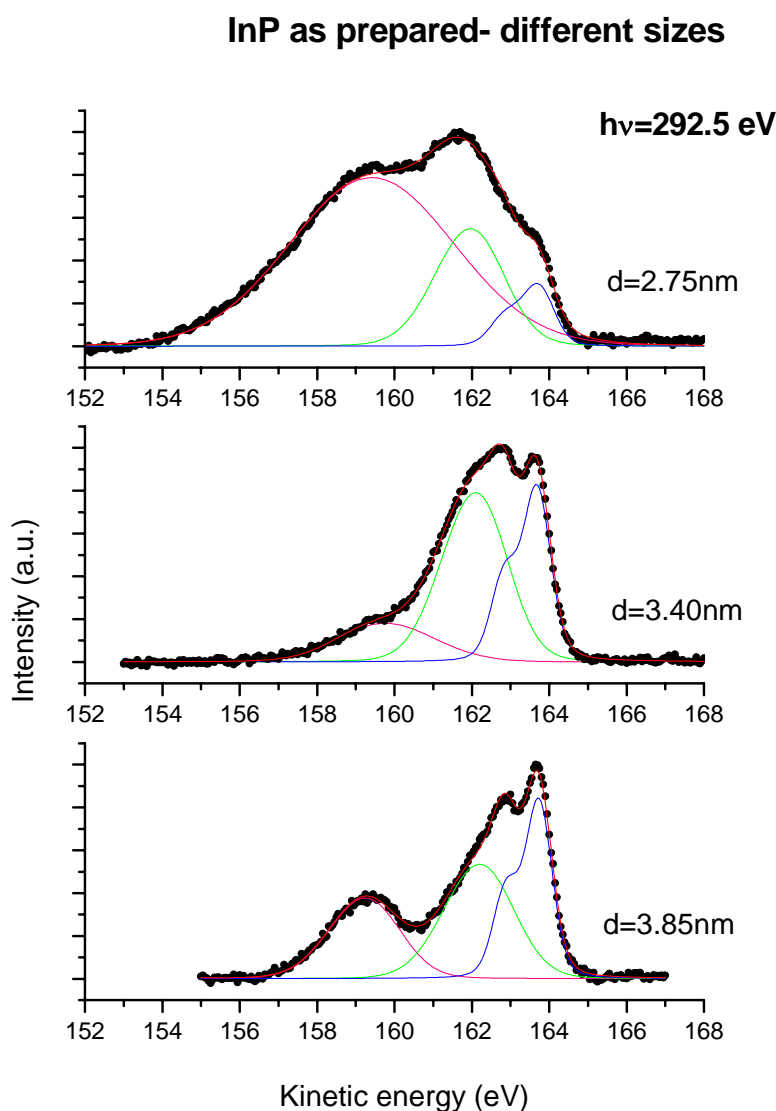 InP as prepared- different sizes
hν=292.5 eV
d=2.75nm
152 154 156 158 160 162 164 166 168
d=3.40nm
152 154 156 158 160 162 164 166 168
d=3.85nm
152 154 156 158 160 162 164 166 168
Intensity (a.u.)
Kinetic energy (eV)